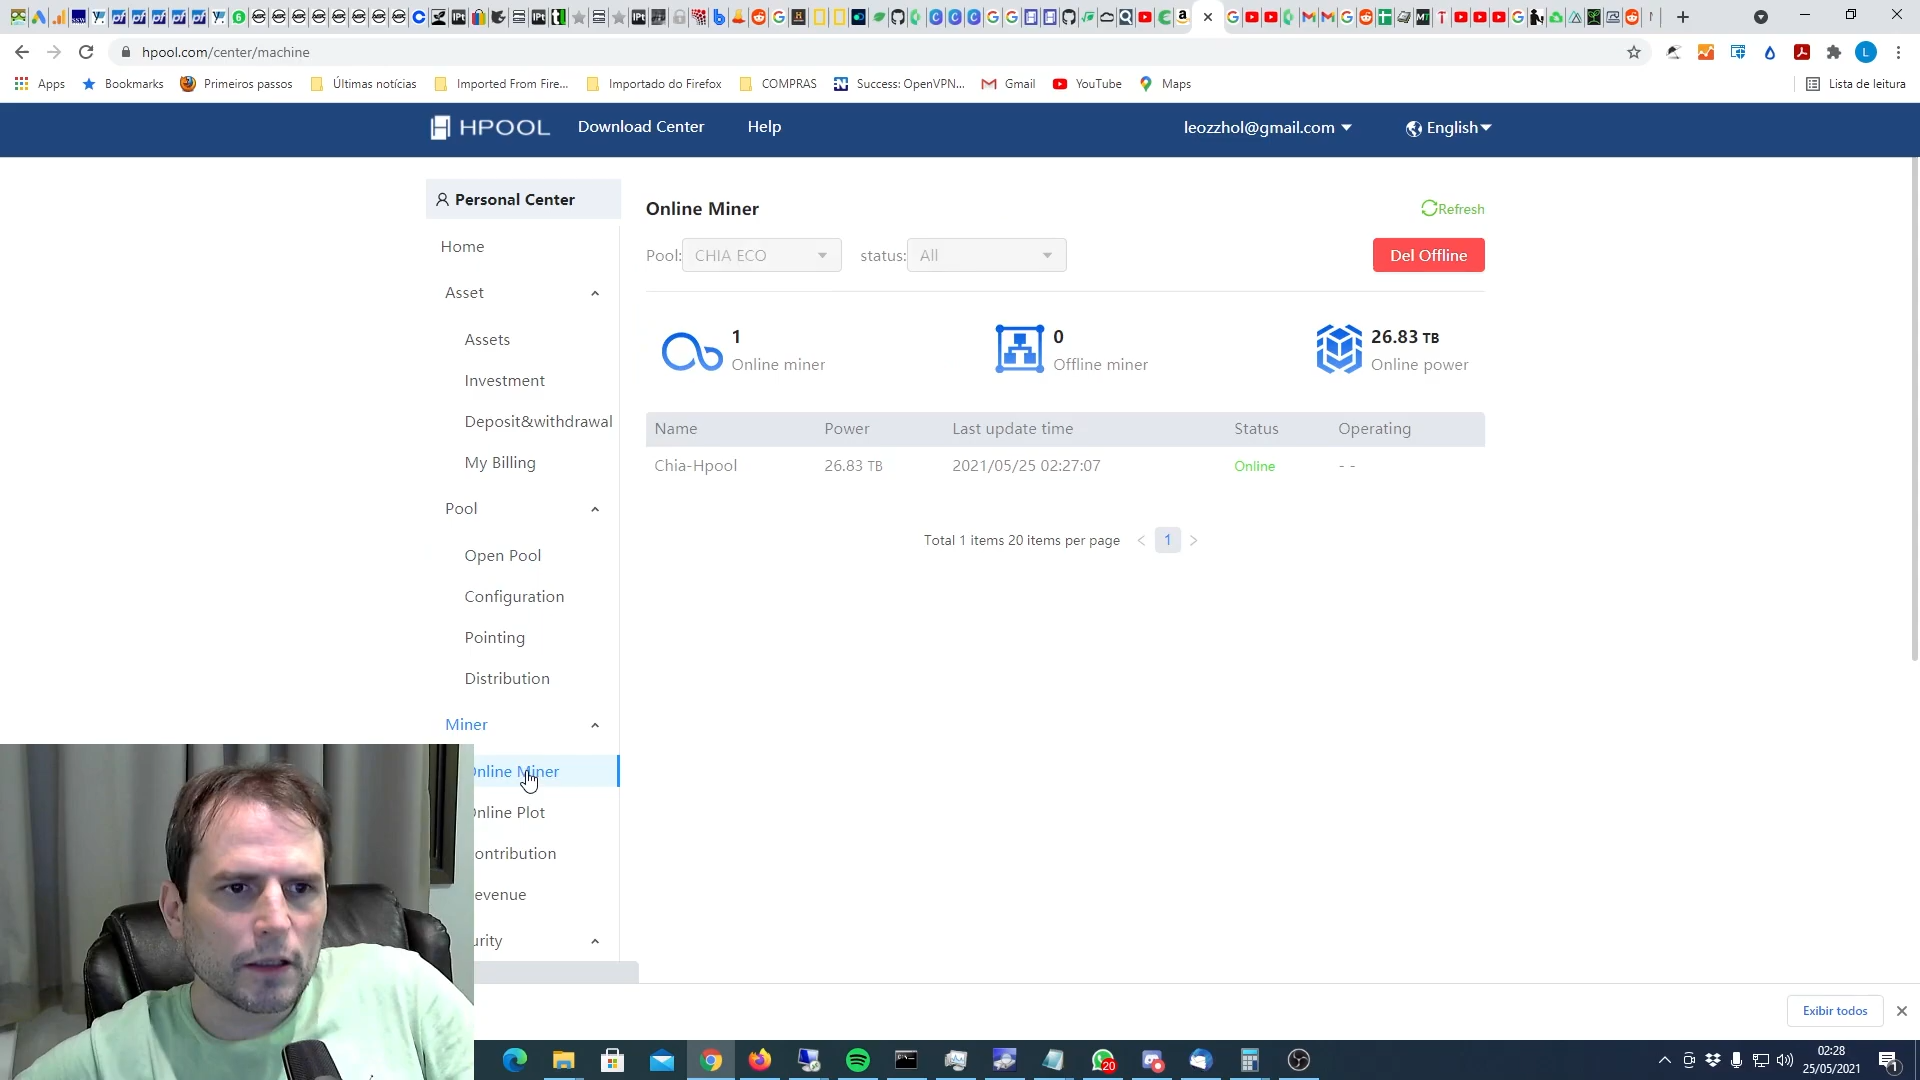 hpool.com/center/machine
Apps
Bookmarks
Primeiros passos
Últimas notícias
Imported From Fire...
Importado do Firefox
COMPRAS
Success: OpenVPN...
Gmail
YouTube
Maps
Lista de leitura
HPOOL
Download Center
Help
leozzhol@gmail.com
English
Personal Center
Home
Asset
Assets
Investment
Deposit&withdrawal
My Billing
Pool
Open Pool
Configuration
Pointing
Distribution
Miner
Online Miner
nline Plot
ontribution
evenue
urity
Online Miner
Refresh
Pool: CHIA ECO status: All
Del Offline
1
Online miner
0
Offline miner
26.83 TB
Online power
Name Power Last update time Status Operating
Chia-Hpool 26.83 TB 2021/05/25 02:27:07 Online - -
Total 1 items 20 items per page < 1 >
Exibir todos
20
02:28
25/05/2021
1